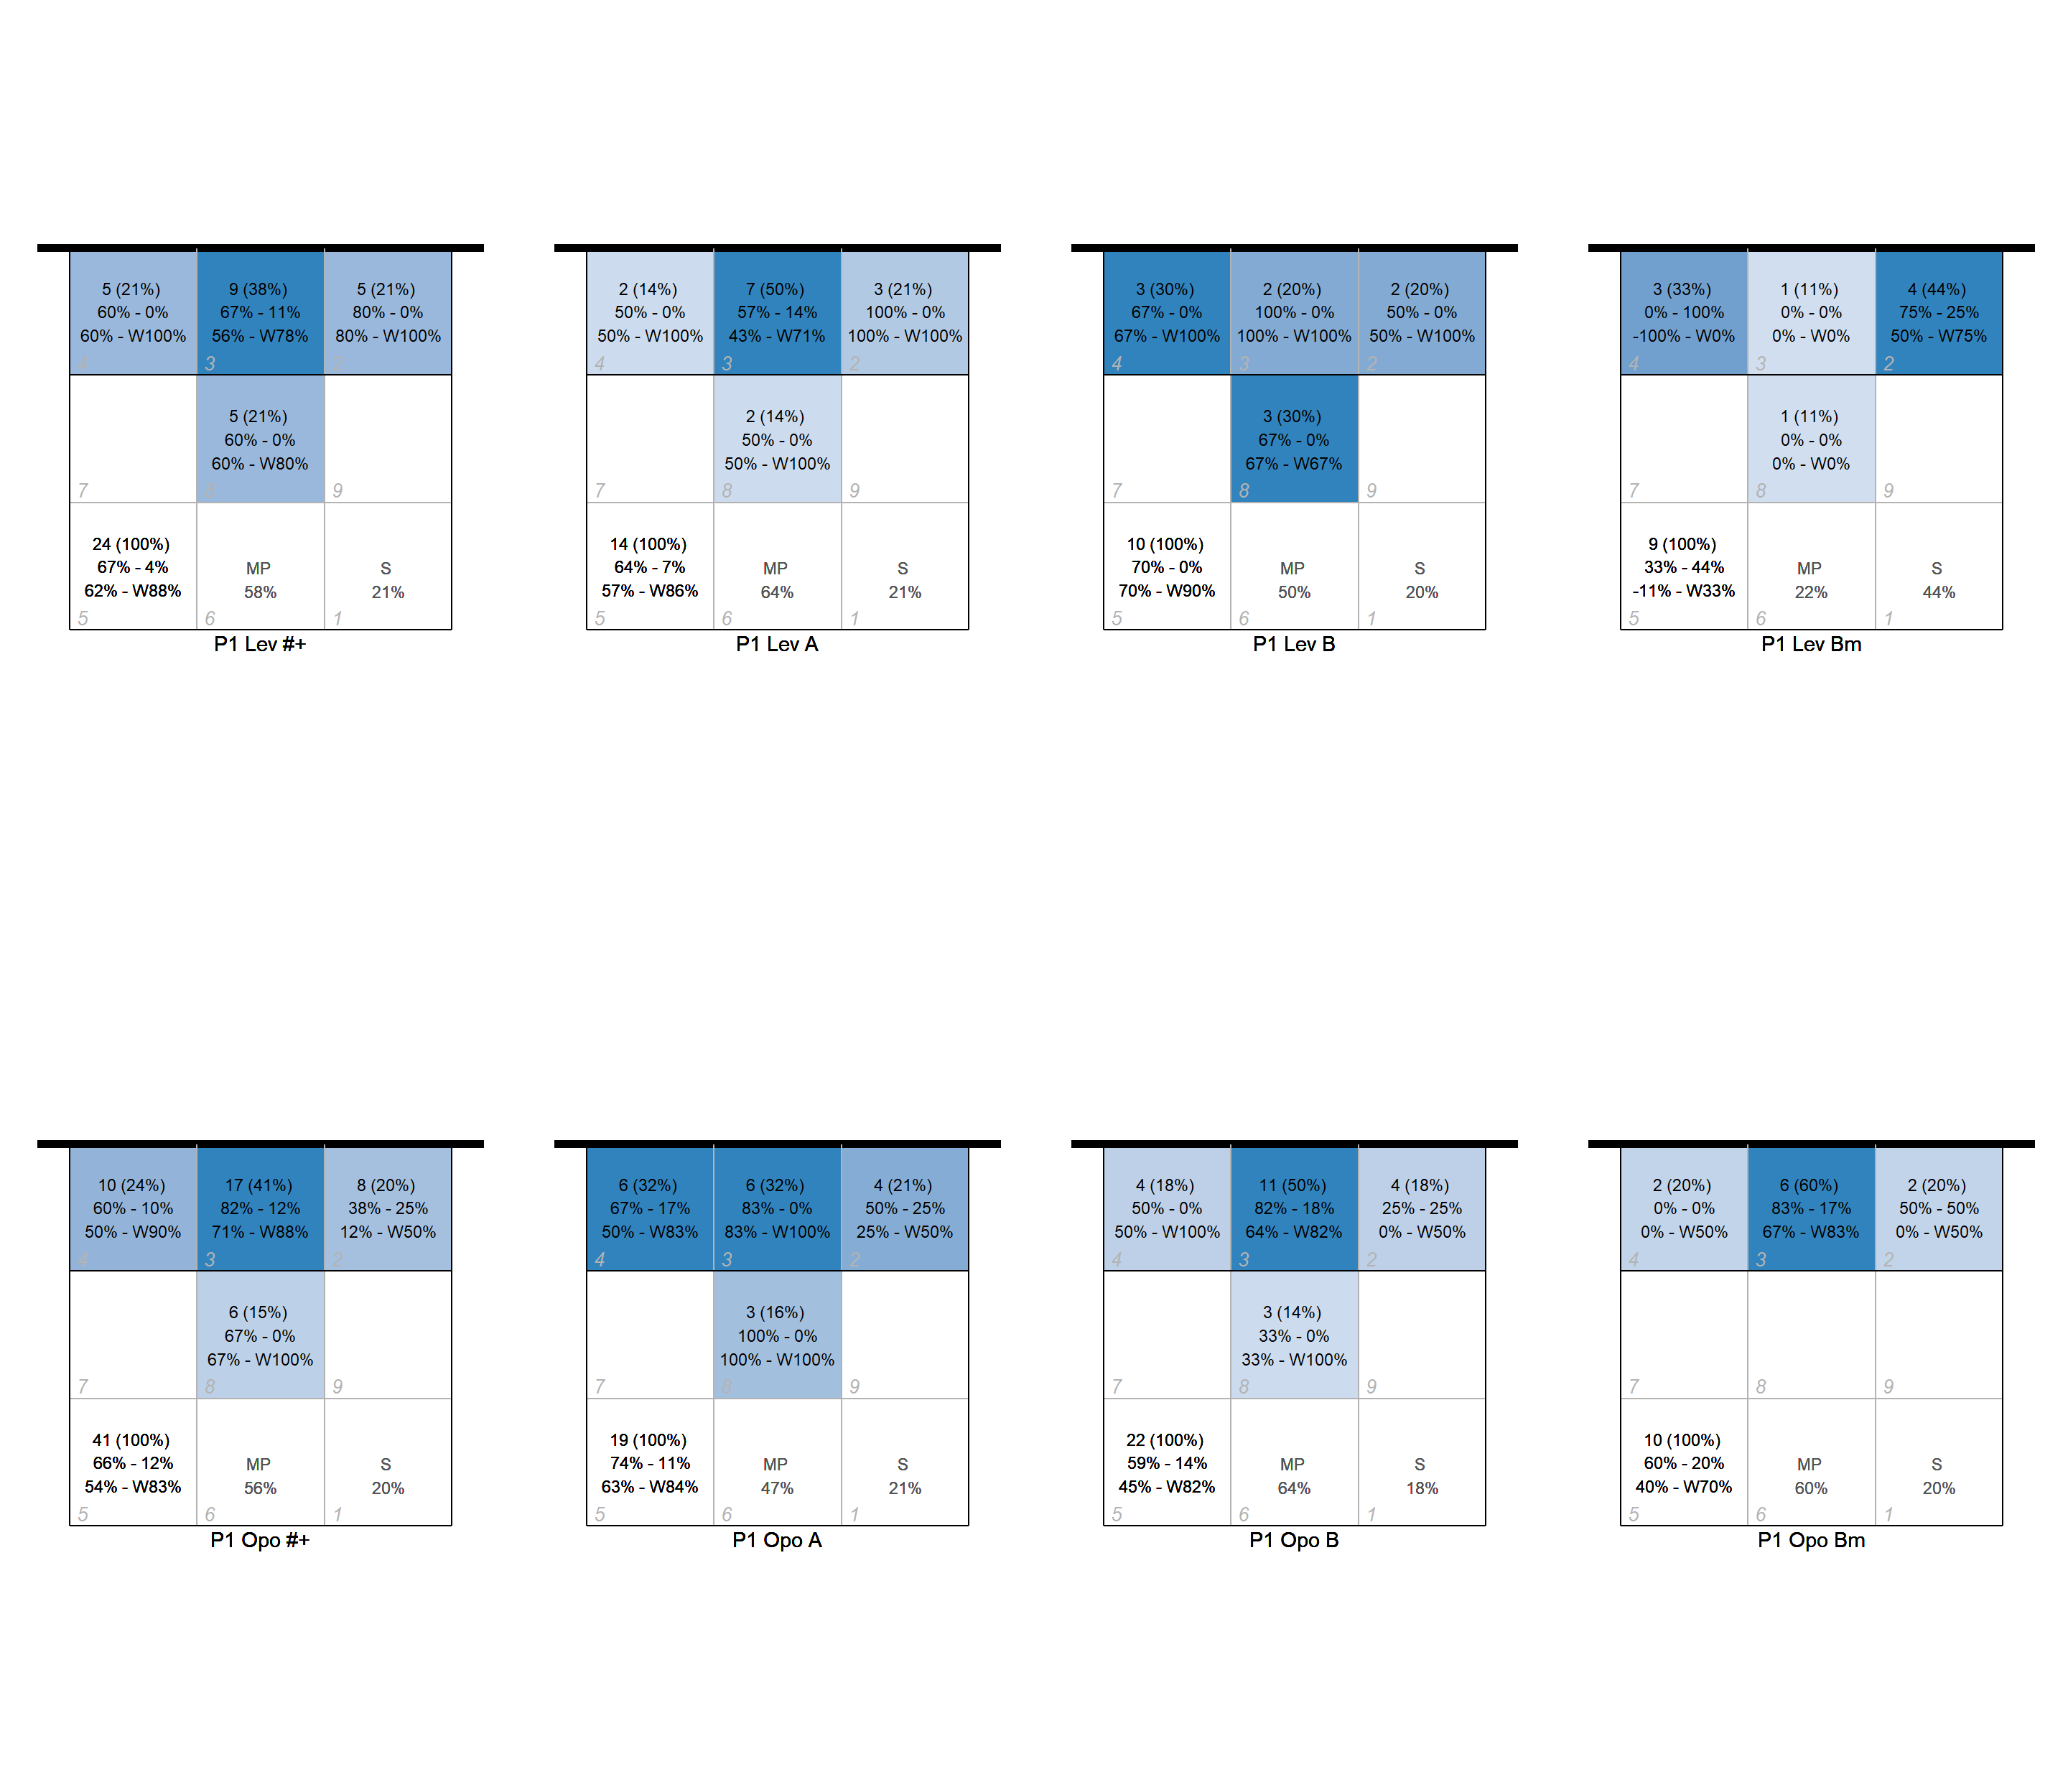 5 (21%)
60% - 0%
60% - W100%
4
9 (38%)
67% - 11%
56% - W78%
3
5 (21%)
80% - 0%
80% - W100%
2
7
5 (21%)
60% - 0%
60% - W80%
8
9
24 (100%)
67% - 4%
62% - W88%
5
MP
58%
6
S
21%
1
P1 Lev #+
2 (14%)
50% - 0%
50% - W100%
4
7 (50%)
57% - 14%
43% - W71%
3
3 (21%)
100% - 0%
100% - W100%
2
7
2 (14%)
50% - 0%
50% - W100%
8
9
14 (100%)
64% - 7%
57% - W86%
5
MP
64%
6
S
21%
1
P1 Lev A
3 (30%)
67% - 0%
67% - W100%
4
2 (20%)
100% - 0%
100% - W100%
3
2 (20%)
50% - 0%
50% - W100%
2
7
3 (30%)
67% - 0%
67% - W67%
8
9
10 (100%)
70% - 0%
70% - W90%
5
MP
50%
6
S
20%
1
P1 Lev B
3 (33%)
0% - 100%
-100% - W0%
4
1 (11%)
0% - 0%
0% - W0%
3
4 (44%)
75% - 25%
50% - W75%
2
7
1 (11%)
0% - 0%
0% - W0%
8
9
9 (100%)
33% - 44%
-11% - W33%
5
MP
22%
6
S
44%
1
P1 Lev Bm
10 (24%)
60% - 10%
50% - W90%
4
17 (41%)
82% - 12%
71% - W88%
3
8 (20%)
38% - 25%
12% - W50%
2
7
6 (15%)
67% - 0%
67% - W100%
8
9
41 (100%)
66% - 12%
54% - W83%
5
MP
56%
6
S
20%
1
P1 Opo #+
6 (32%)
67% - 17%
50% - W83%
4
6 (32%)
83% - 0%
83% - W100%
3
4 (21%)
50% - 25%
25% - W50%
2
7
3 (16%)
100% - 0%
100% - W100%
8
9
19 (100%)
74% - 11%
63% - W84%
5
MP
47%
6
S
21%
1
P1 Opo A
4 (18%)
50% - 0%
50% - W100%
4
11 (50%)
82% - 18%
64% - W82%
3
4 (18%)
25% - 25%
0% - W50%
2
7
3 (14%)
33% - 0%
33% - W100%
8
9
22 (100%)
59% - 14%
45% - W82%
5
MP
64%
6
S
18%
1
P1 Opo B
2 (20%)
0% - 0%
0% - W50%
4
6 (60%)
83% - 17%
67% - W83%
3
2 (20%)
50% - 50%
0% - W50%
2
7
8
9
10 (100%)
60% - 20%
40% - W70%
5
MP
60%
6
S
20%
1
P1 Opo Bm